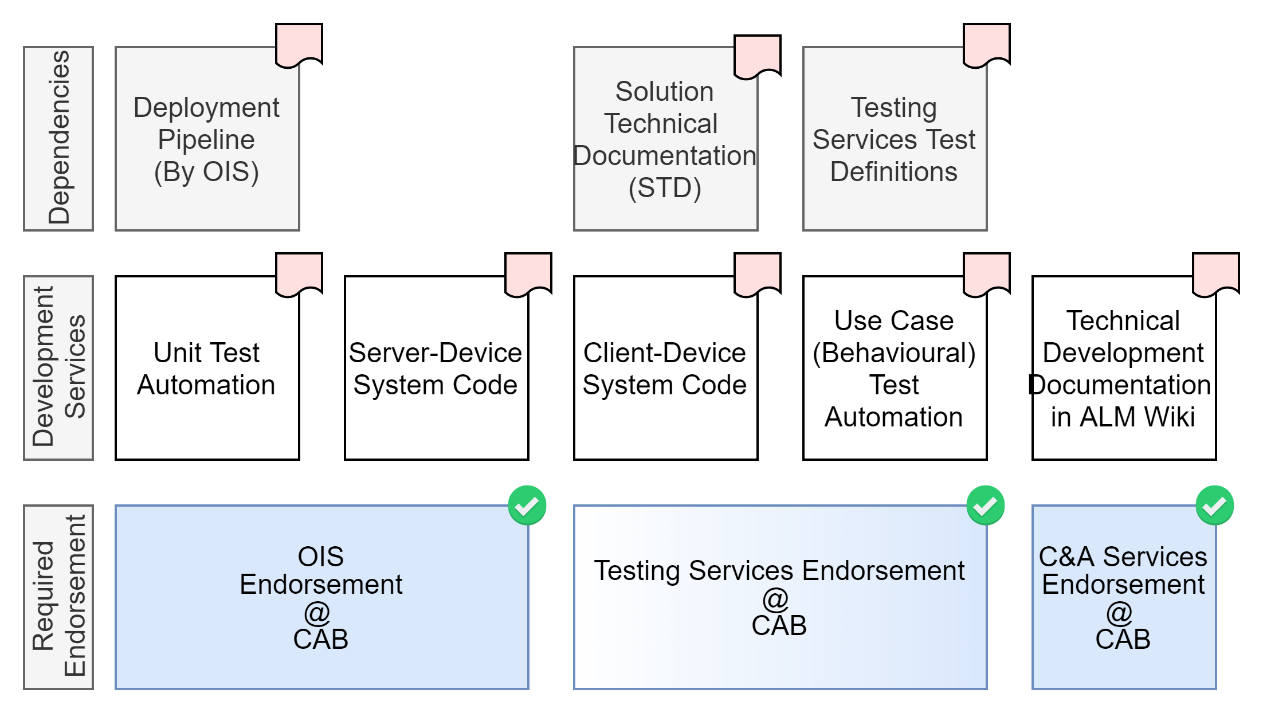 Dependencies
Deployment
Pipeline
(By OIS)
Solution
Technical
Documentation
(STD)
Testing
Services Test
Definitions
Development
Services
Unit Test
Automation
Server-Device
System Code
Client-Device
System Code
Use Case
(Behavioural)
Test
Automation
Technical
Development
Documentation
in ALM Wiki
Required
Endorsement
OIS
Endorsement
@
CAB
Testing Services Endorsement
@
CAB
C&A Services
Endorsement
@
CAB